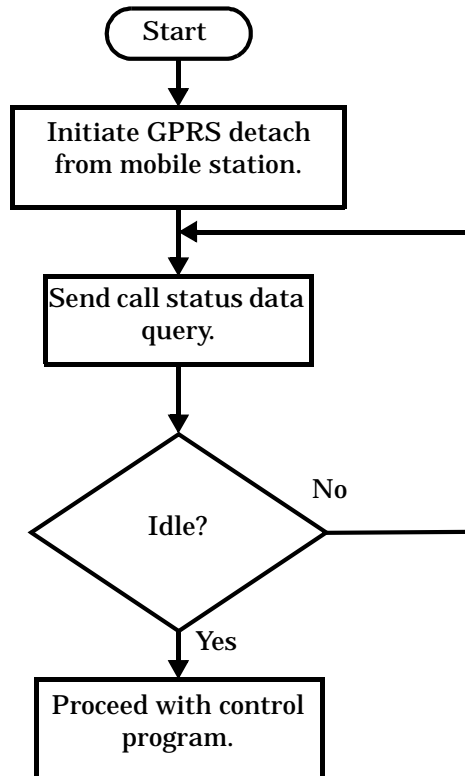 Start
Initiate GPRS detach
from mobile station.
Send call status data
query.
No
Idle?
Yes
Proceed with control
program.